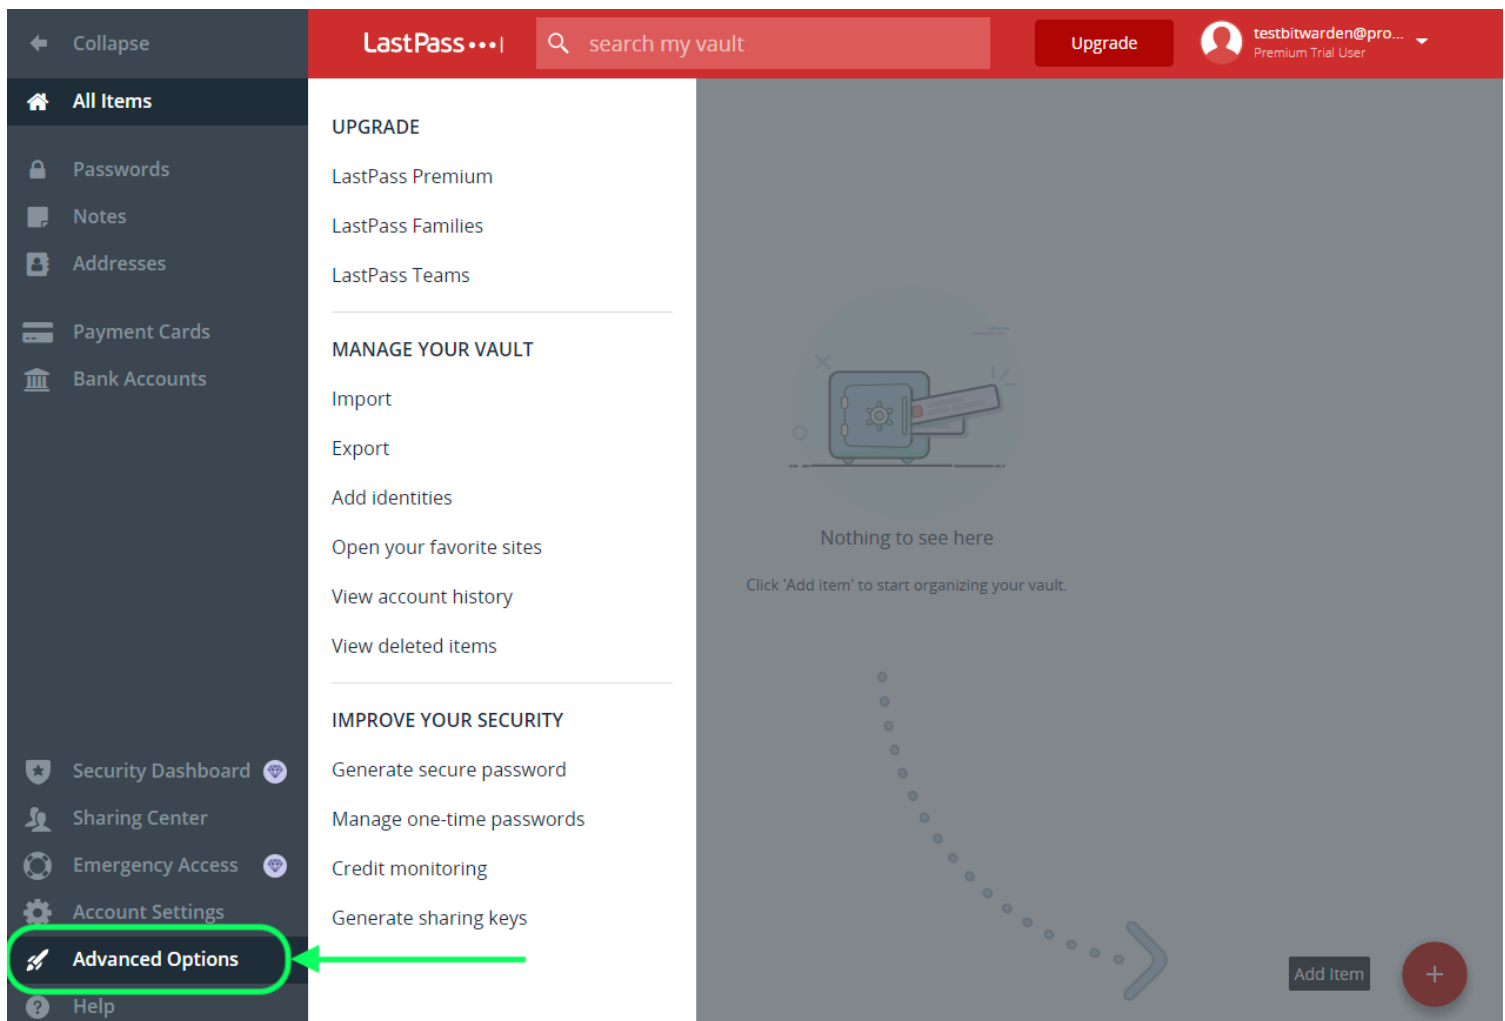 Collapse
LastPass
search my vault
Upgrade
testbitwarden@pro...
Premium Trial User
All Items
Passwords
Notes
Addresses
Payment Cards
Bank Accounts
Security Dashboard
Sharing Center
Emergency Access
Account Settings
Advanced Options
Help
UPGRADE
LastPass Premium
LastPass Families
LastPass Teams
MANAGE YOUR VAULT
Import
Export
Add identities
Open your favorite sites
View account history
View deleted items
IMPROVE YOUR SECURITY
Generate secure password
Manage one-time passwords
Credit monitoring
Generate sharing keys
Nothing to see here
Click 'Add item' to start organizing your vault.
Add Item